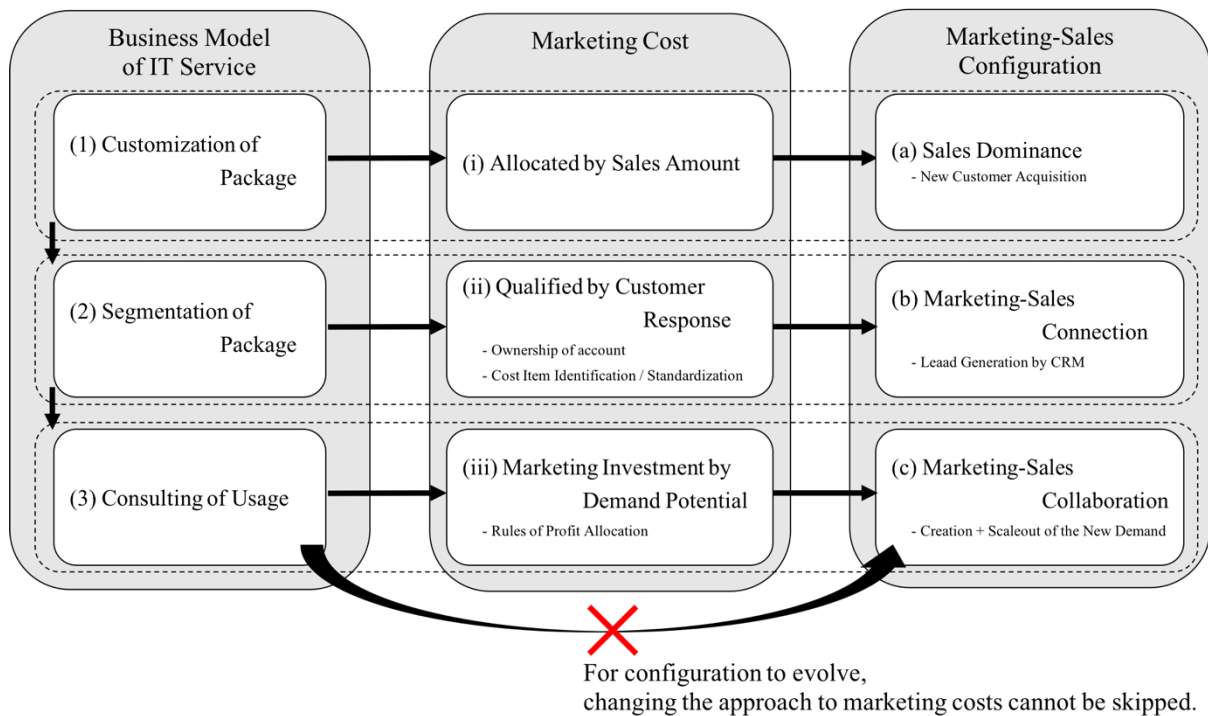 Business Model
of IT Service
Marketing Cost
Marketing-Sales
Configuration
(1) Customization of
Package
(i) Allocated by Sales Amount
(a) Sales Dominance
- New Customer Acquisition
(2) Segmentation of
Package
(ii) Qualified by Customer
Response
- Ownership of account
- Cost Item Identification / Standardization
(b) Marketing-Sales
Connection
- Leaad Generation by CRM
(3) Consulting of Usage
(iii) Marketing Investment by
Demand Potential
- Rules of Profit Allocation
(c) Marketing-Sales
Collaboration
- Creation + Scaleout of the New Demand
For configuration to evolve,
changing the approach to marketing costs cannot be skipped.